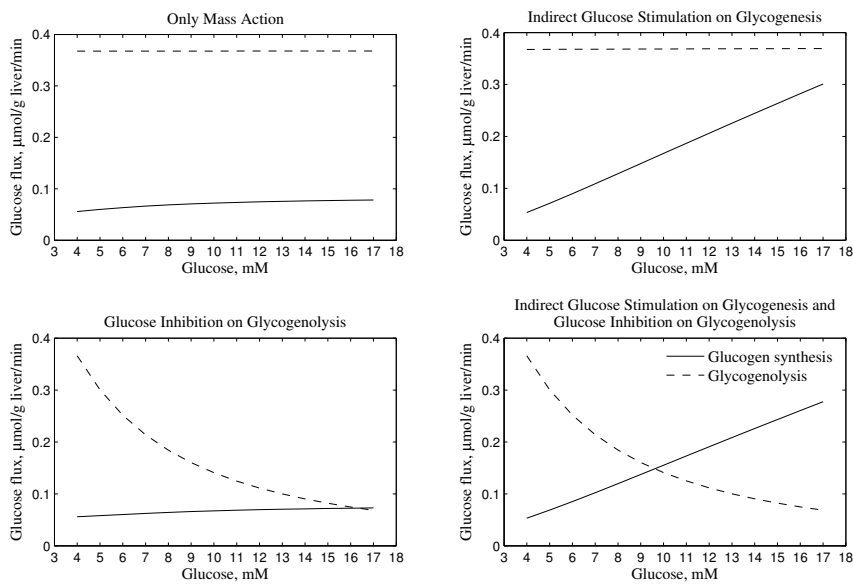 Only Mass Action
0.4
0.3
0.2
0.1
0
Glucose flux, μmol/g liver/min
3 4 5 6 7 8 9 10 11 12 13 14 15 16 17 18
Glucose, mM
Indirect Glucose Stimulation on Glycogenesis
0.4
0.3
0.2
0.1
0
Glucose flux, μmol/g liver/min
3 4 5 6 7 8 9 10 11 12 13 14 15 16 17 18
Glucose, mM
Glucose Inhibition on Glycogenolysis
0.4
0.3
0.2
0.1
0
Glucose flux, μmol/g liver/min
3 4 5 6 7 8 9 10 11 12 13 14 15 16 17 18
Glucose, mM
Indirect Glucose Stimulation on Glycogenesis and
Glucose Inhibition on Glycogenolysis
0.4
0.3
0.2
0.1
0
Glucose flux, μmol/g liver/min
Glucogen synthesis
Glycogenolysis
3 4 5 6 7 8 9 10 11 12 13 14 15 16 17 18
Glucose, mM